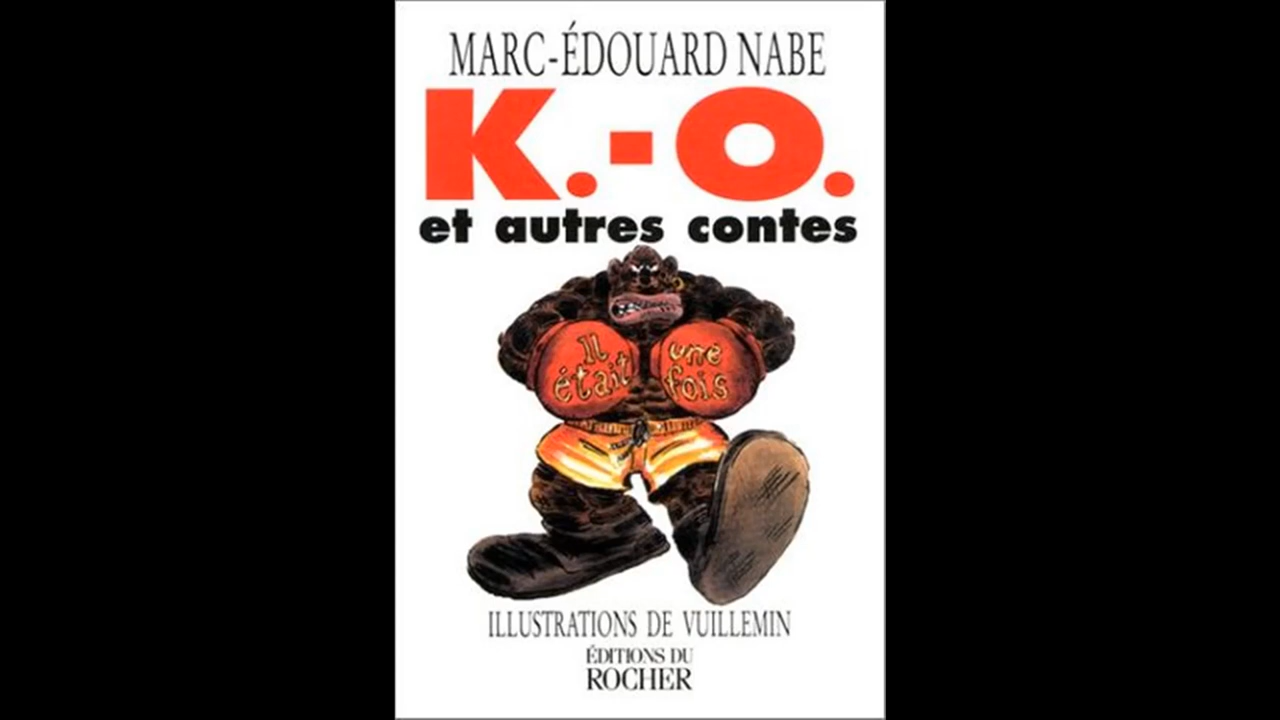 MARC-ÉDOUARD NABE
K.-O.
et autres contes
Il était
une fois
ILLUSTRATIONS DE VUILLEMIN
ÉDITIONS DU
ROCHER